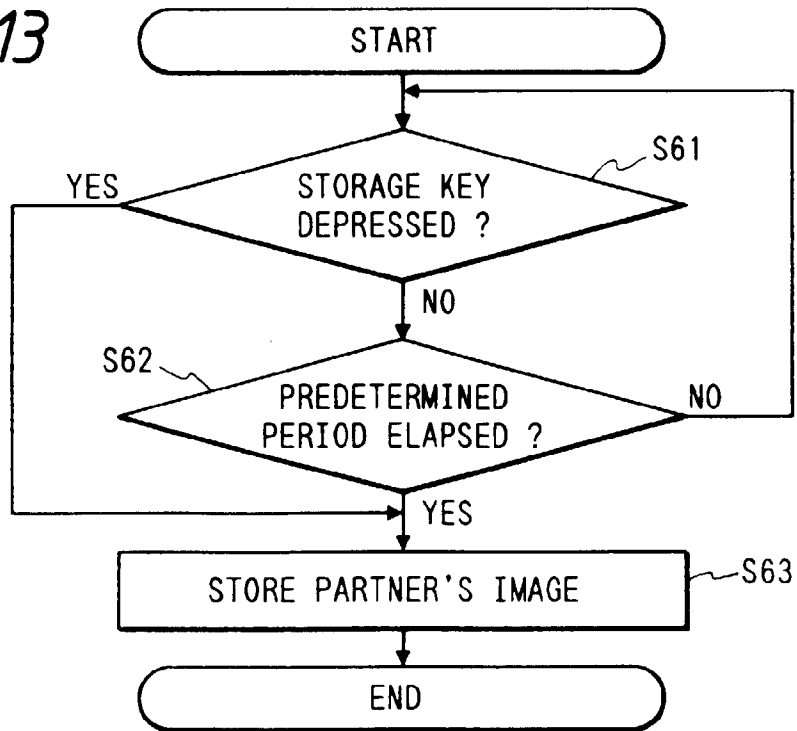 13
START
S61
YES
STORAGE KEY
DEPRESSED ?
NO
S62
PREDETERMINED
PERIOD ELAPSED ?
NO
YES
STORE PARTNER'S IMAGE
S63
END